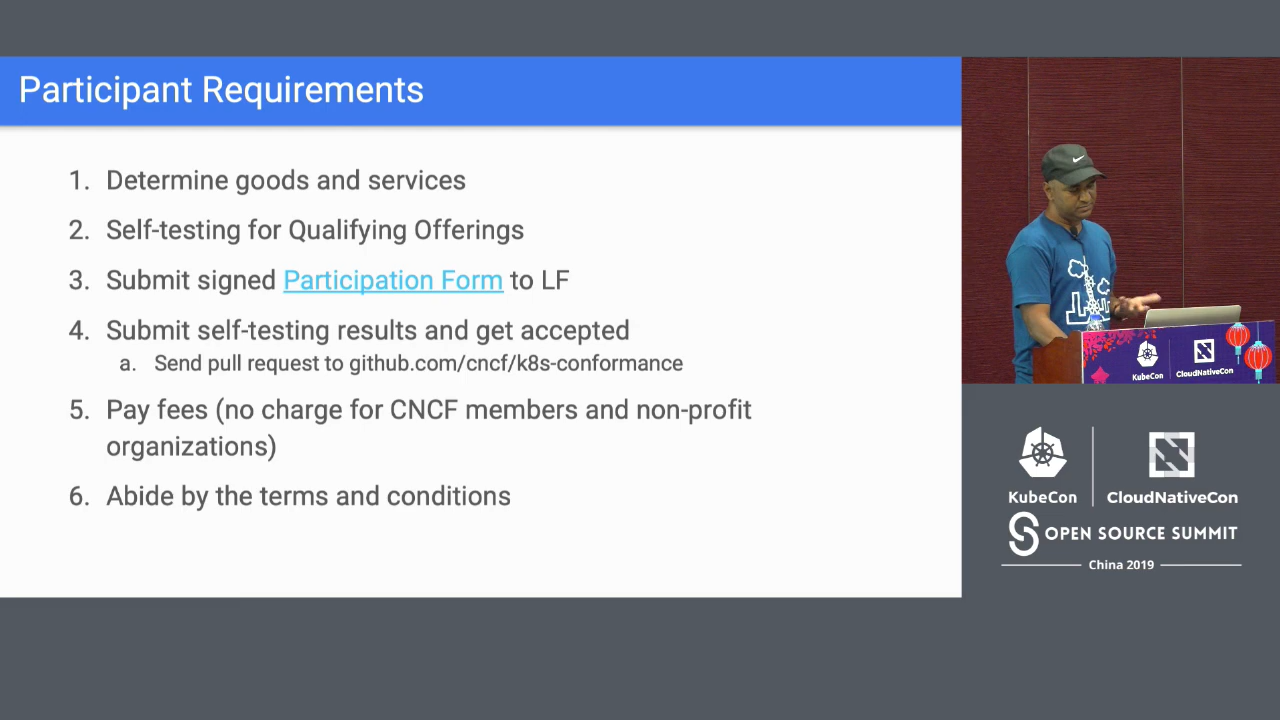 Participant Requirements
1. Determine goods and services
2. Self-testing for Qualifying Offerings
3. Submit signed Participation Form to LF
4. Submit self-testing results and get accepted
a. Send pull request to github.com/cncf/k8s-conformance
5. Pay fees (no charge for CNCF members and non-profit
organizations)
6. Abide by the terms and conditions
KubeCon
CloudNativeCon
KubeCon
CloudNativeCon
OPEN SOURCE SUMMIT
China 2019